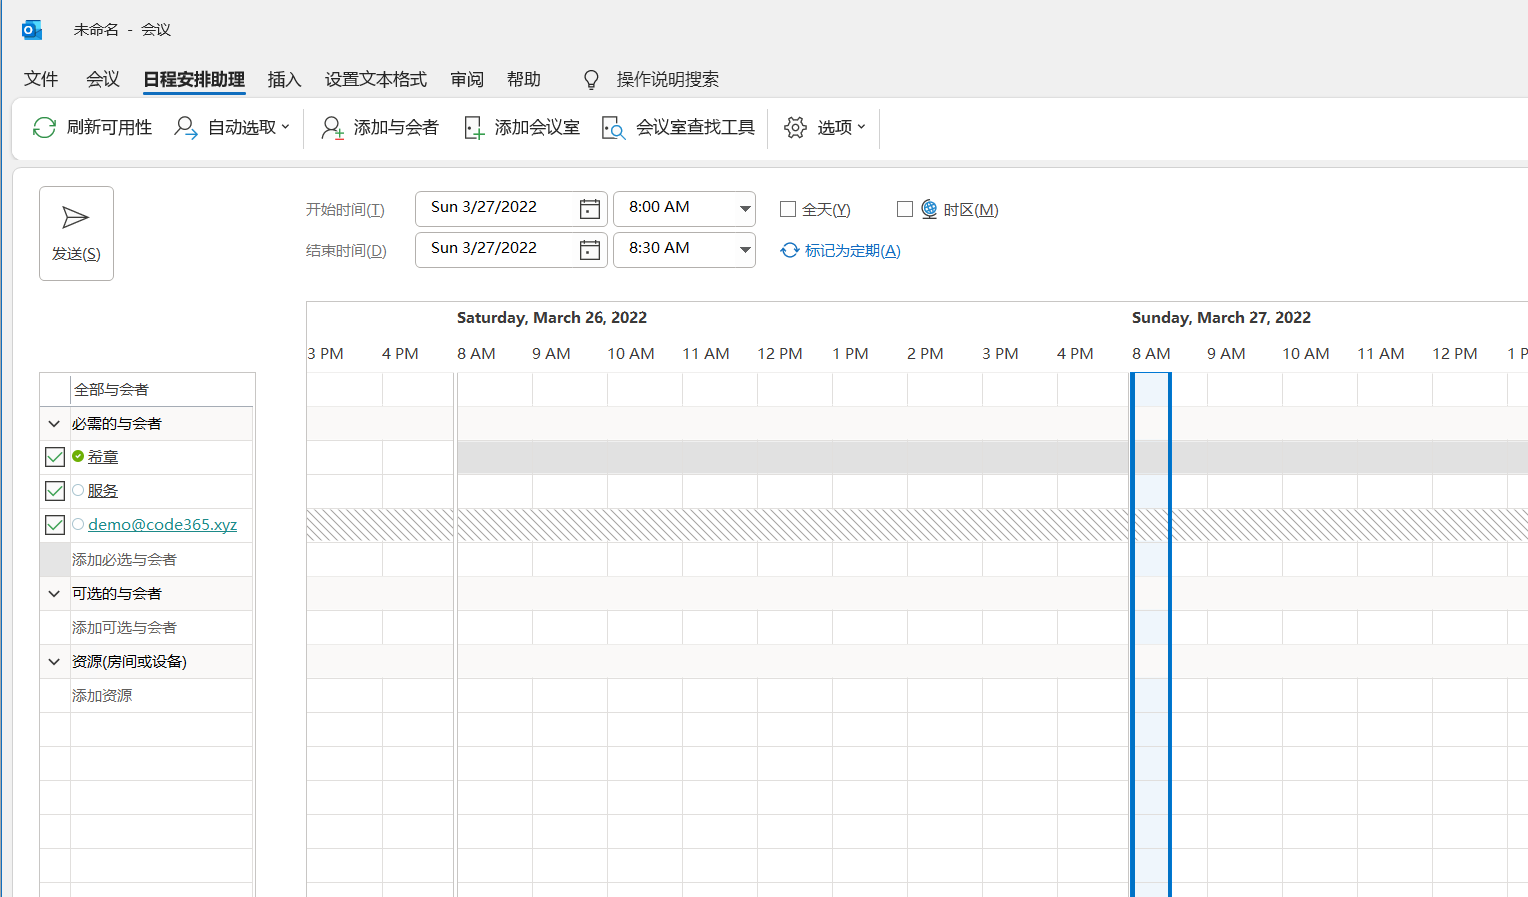 未命名 - 会议
文件 会议 日程安排助理 插入 设置文本格式 审阅 帮助 操作说明搜索
刷新可用性 自动选取 添加与会者 添加会议室 会议室查找工具 选项
发送(S)
开始时间(T) Sun 3/27/2022 8:00 AM 全天(Y) 时区(M)
结束时间(D) Sun 3/27/2022 8:30 AM 标记为定期(A)
Saturday, March 26, 2022 Sunday, March 27, 2022
3 PM 4 PM 8 AM 9 AM 10 AM 11 AM 12 PM 1 PM 2 PM 3 PM 4 PM 8 AM 9 AM 10 AM 11 AM 12 PM 1 P
全部与会者
必需的与会者
希章
服务
demo@code365.xyz
添加必选与会者
可选的与会者
添加可选与会者
资源(房间或设备)
添加资源